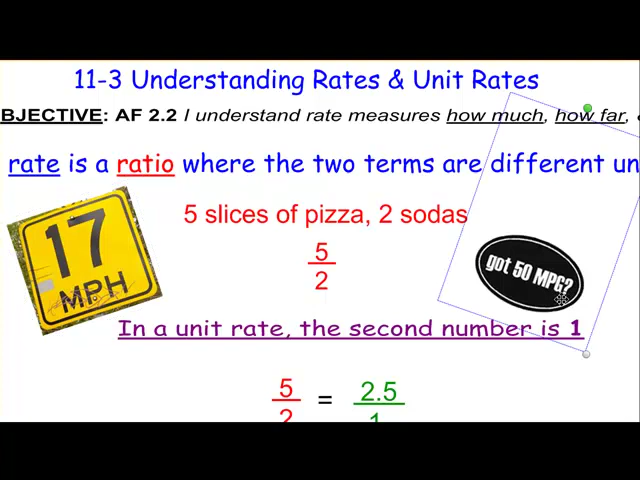 11-3 Understanding Rates & Unit Rates
BJECTIVE: AF 2.2 I understand rate measures how much, how far, &
rate is a ratio where the two terms are different un
17
MPH
5 slices of pizza, 2 sodas
5
2
got 50 MPG?
In a unit rate, the second number is 1
5 = 2.5
2 1